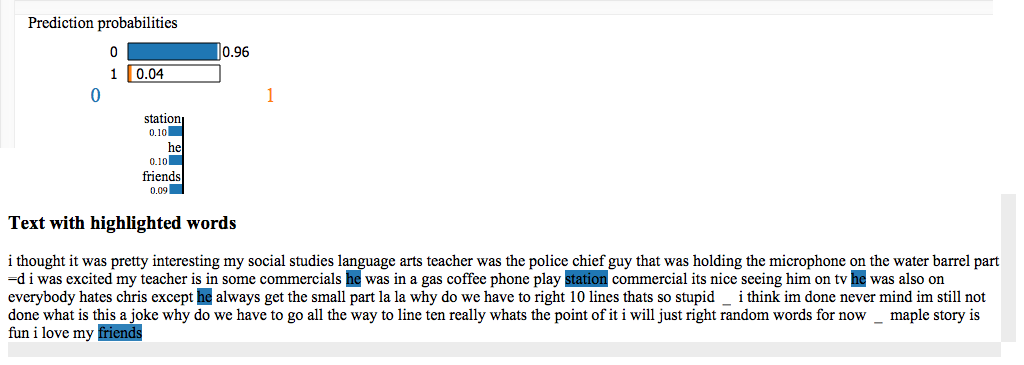 Prediction probabilities
0 0.96
1 0.04
0 1
station
0.10
he
0.10
friends
0.09
Text with highlighted words
i thought it was pretty interesting my social studies language arts teacher was the police chief guy that was holding the microphone on the water barrel part
=d i was excited my teacher is in some commercials he was in a gas coffee phone play station commercial its nice seeing him on tv he was also on
everybody hates chris except he always get the small part la la why do we have to right 10 lines thats so stupid _ i think im done never mind im still not
done what is this a joke why do we have to go all the way to line ten really whats the point of it i will just right random words for now _ maple story is
fun i love my friends